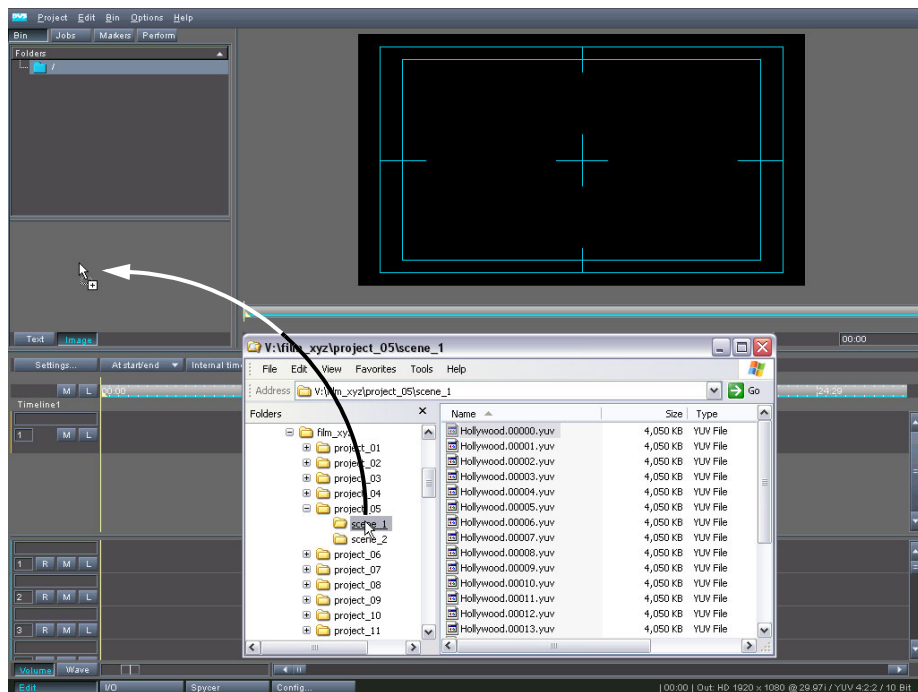 DVS Project Edit Bin Options Help
Bin Jobs Markers Perform
Folders
/
Text Image
00:00
Settings... At start/end Internal tim
M L 00:00 24:29
Timeline1
1 M L
1 R M L
2 R M L
3 R M L
Volume Wave
Edit I/O Spycer Config... |00:00 | Out: HD 1920 x 1080 @ 29.97i / YUV 4:2:2 / 10 Bit
V:\film_xyz\project_05\scene_1
File Edit View Favorites Tools Help
Address V:\film_xyz\project_05\scene_1 Go
Folders
film_xyz
project_01
project_02
project_03
project_04
project_05
scene_1
scene_2
project_06
project_07
project_08
project_09
project_10
project_11
Name Size Type
Hollywood.00000.yuv 4,050 KB YUV File
Hollywood.00001.yuv 4,050 KB YUV File
Hollywood.00002.yuv 4,050 KB YUV File
Hollywood.00003.yuv 4,050 KB YUV File
Hollywood.00004.yuv 4,050 KB YUV File
Hollywood.00005.yuv 4,050 KB YUV File
Hollywood.00006.yuv 4,050 KB YUV File
Hollywood.00007.yuv 4,050 KB YUV File
Hollywood.00008.yuv 4,050 KB YUV File
Hollywood.00009.yuv 4,050 KB YUV File
Hollywood.00010.yuv 4,050 KB YUV File
Hollywood.00011.yuv 4,050 KB YUV File
Hollywood.00012.yuv 4,050 KB YUV File
Hollywood.00013.yuv 4,050 KB YUV File